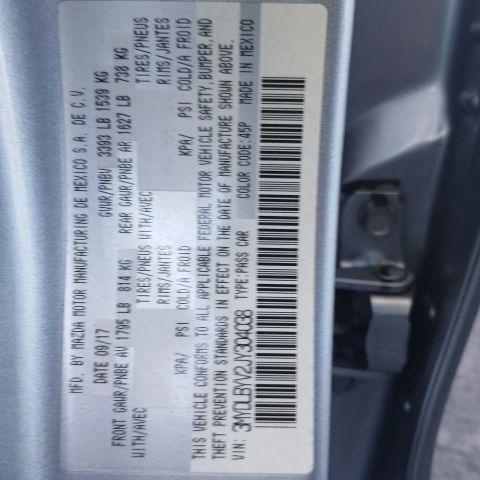 MFD. BY MAZDA MOTOR MANUFACTURING DE MEXICO S.A. DE C.V.
DATE 09/17 GVWR/PNBV 3393 LB 1539 KG
FRONT GAWR/PNBE AV 1795 LB 814 KG REAR GAWR/PNBE AR 1627 LB 738 KG
WITH/AVEC TIRES/PNEUS WITH/AVEC TIRES/PNEUS
RIMS/JANTES RIMS/JANTES
KPA/ PSI COLD/A FROID KPA/ PSI COLD/A FROID
THIS VEHICLE CONFORMS TO ALL APPLICABLE FEDERAL MOTOR VEHICLE SAFETY, BUMPER, AND
THEFT PREVENTION STANDARDS IN EFFECT ON THE DATE OF MANUFACTURE SHOWN ABOVE.
VIN: 3MYDLBYV2JY304038 TYPE:PASS CAR COLOR CODE:45P MADE IN MEXICO